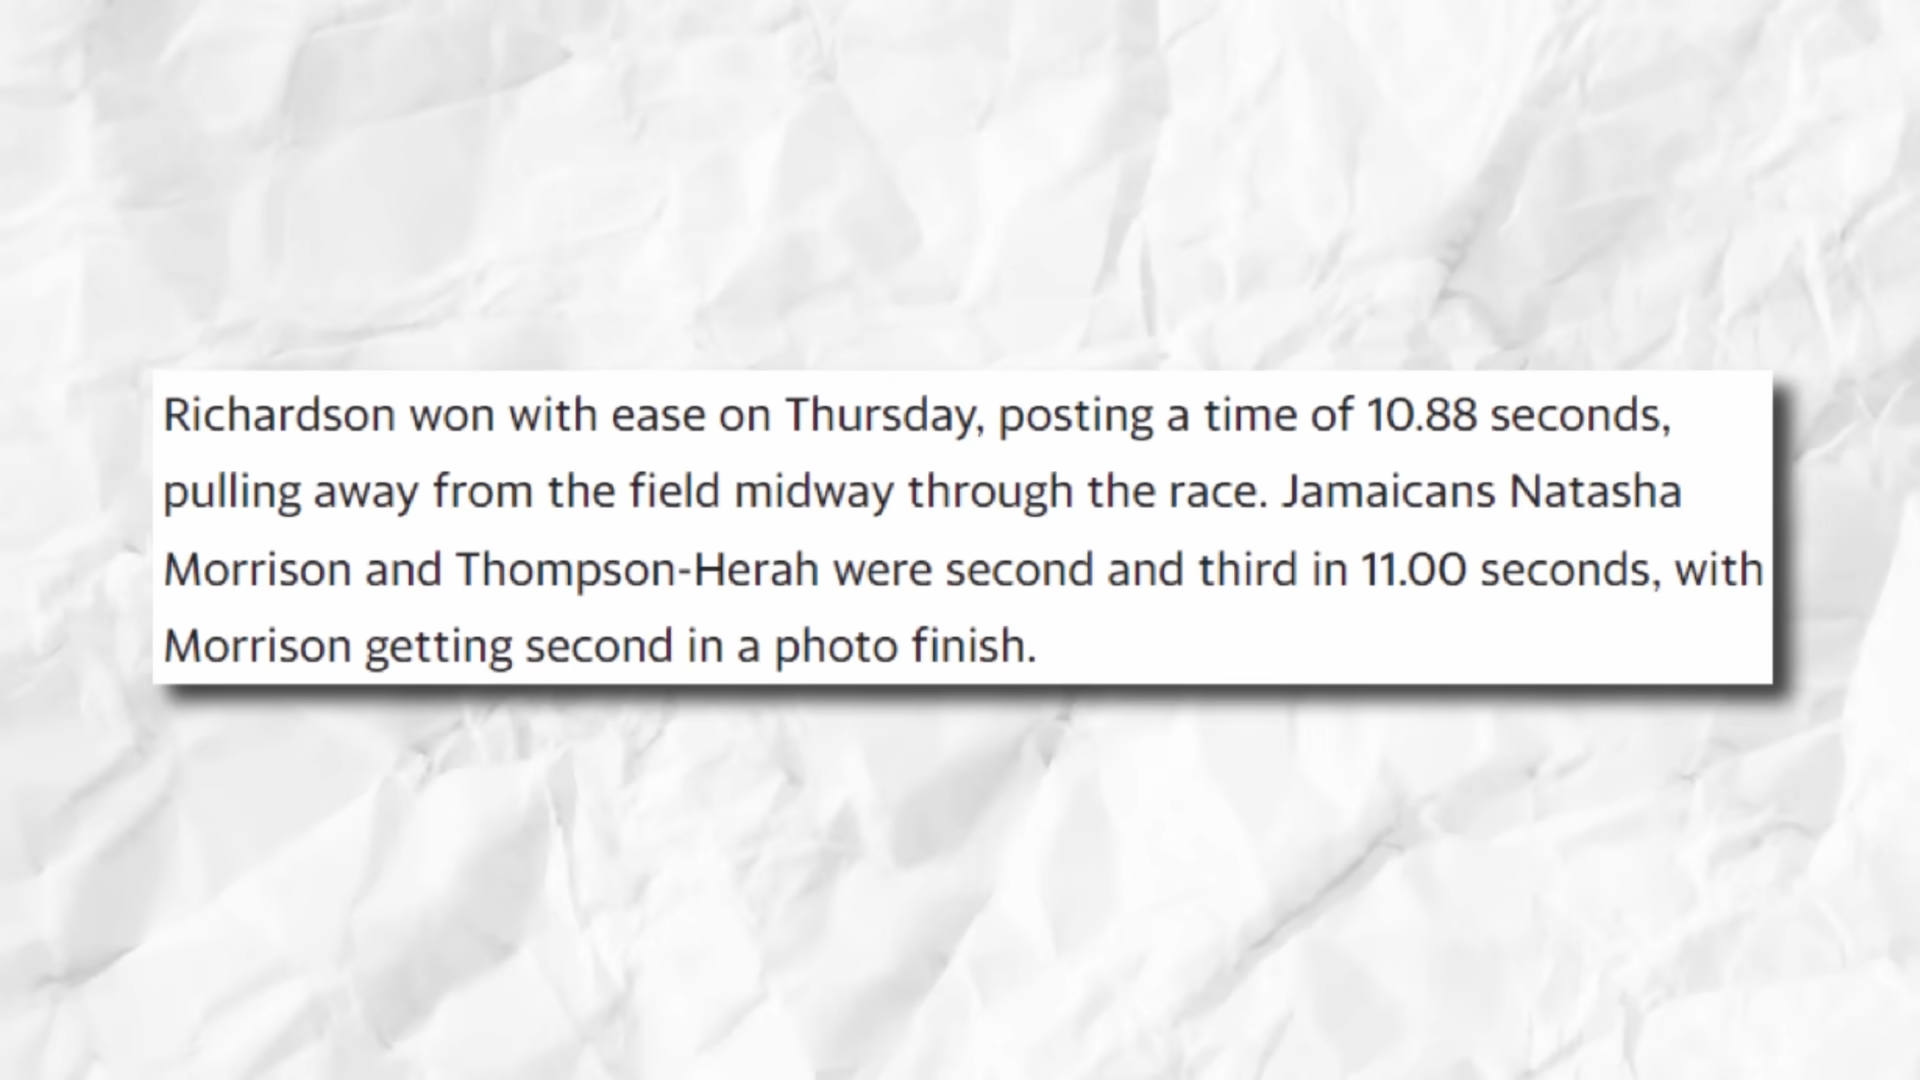 Richardson won with ease on Thursday, posting a time of 10.88 seconds,
pulling away from the field midway through the race. Jamaicans Natasha
Morrison and Thompson-Herah were second and third in 11.00 seconds, with
Morrison getting second in a photo finish.